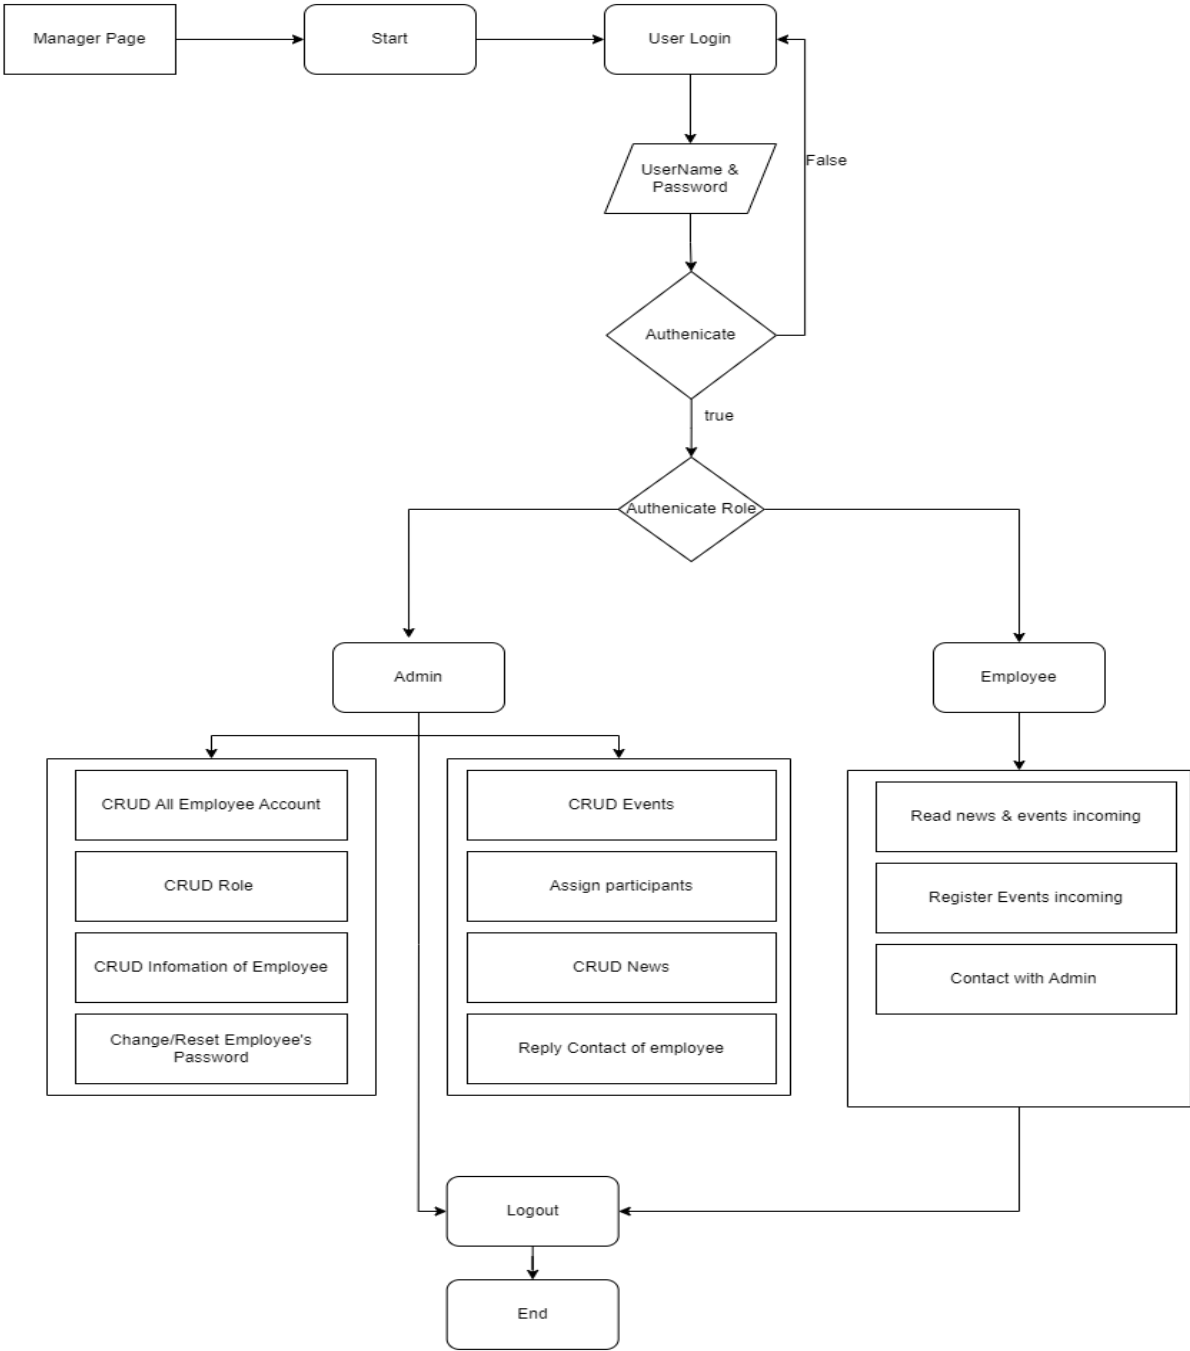 Manager Page
Start
User Login
UserName &
Password
False
Authenicate
true
Authenicate Role
Admin
Employee
CRUD All Employee Account
CRUD Role
CRUD Infomation of Employee
Change/Reset Employee's
Password
CRUD Events
Assign participants
CRUD News
Reply Contact of employee
Read news & events incoming
Register Events incoming
Contact with Admin
Logout
End